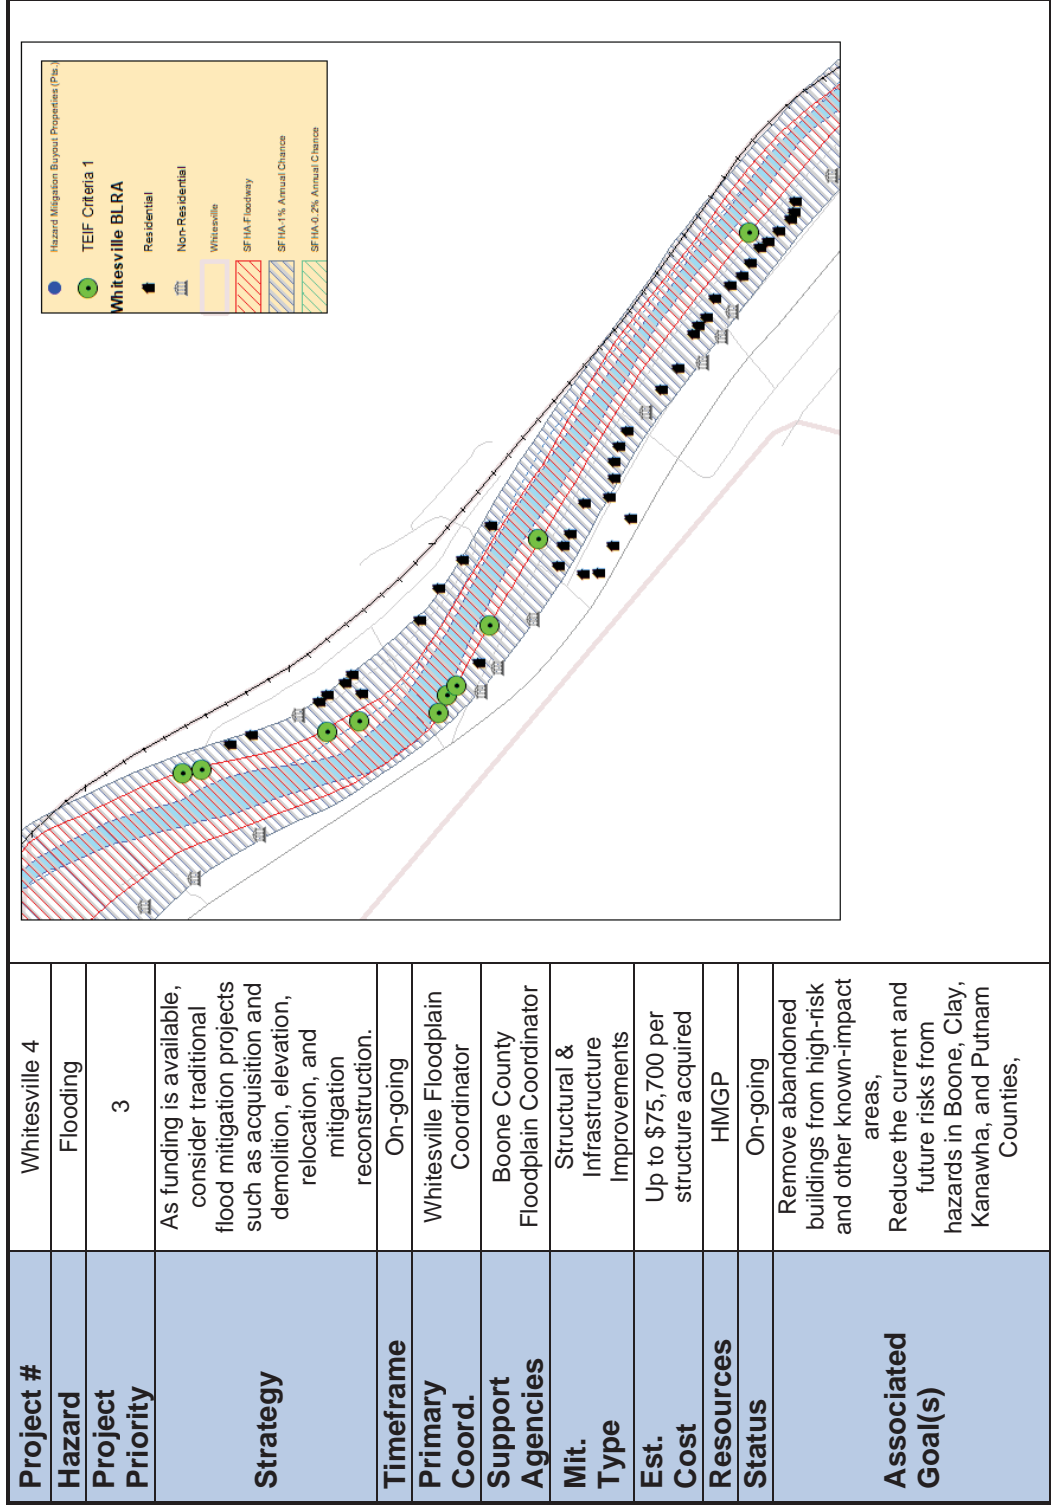 Project #
Whitesville 4
Hazard
Flooding
Project
Priority
3
Strategy
As funding is available,
consider traditional
flood mitigation projects
such as acquisition and
demolition, elevation,
relocation, and
mitigation
reconstruction.
Timeframe
On-going
Primary
Coord.
Whitesville Floodplain
Coordinator
Support
Agencies
Boone County
Floodplain Coordinator
Mit.
Type
Structural &
Infrastructure
Improvements
Est.
Cost
Up to $75,700 per
structure acquired
Resources
HMGP
Status
On-going
Associated
Goal(s)
Remove abandoned
buildings from high-risk
and other known-impact
areas,
Reduce the current and
future risks from
hazards in Boone, Clay,
Kanawha, and Putnam
Counties,
Hazard Mitigation Buyout Properties (Pts.)
TEIF Criteria 1
Whitesville BLRA
Residential
Non-Residential
Whitesville
SFHA-Floodway
SFHA-1% Annual Chance
SFHA-0.2% Annual Chance